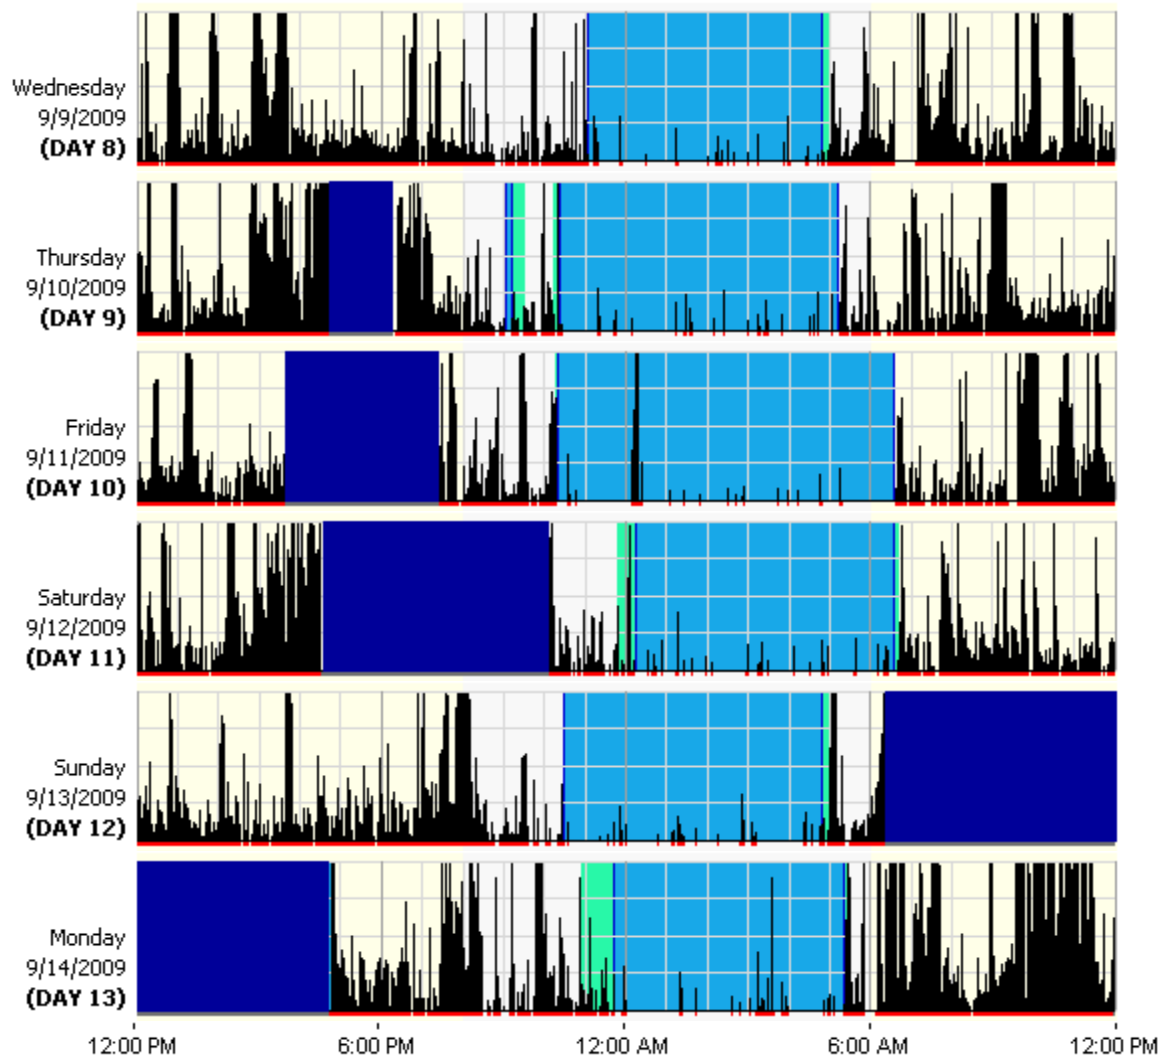 Wednesday
9/9/2009
(DAY 8)
Thursday
9/10/2009
(DAY 9)
Friday
9/11/2009
(DAY 10)
Saturday
9/12/2009
(DAY 11)
Sunday
9/13/2009
(DAY 12)
Monday
9/14/2009
(DAY 13)
12:00 PM 6:00 PM 12:00 AM 6:00 AM 12:00 PM